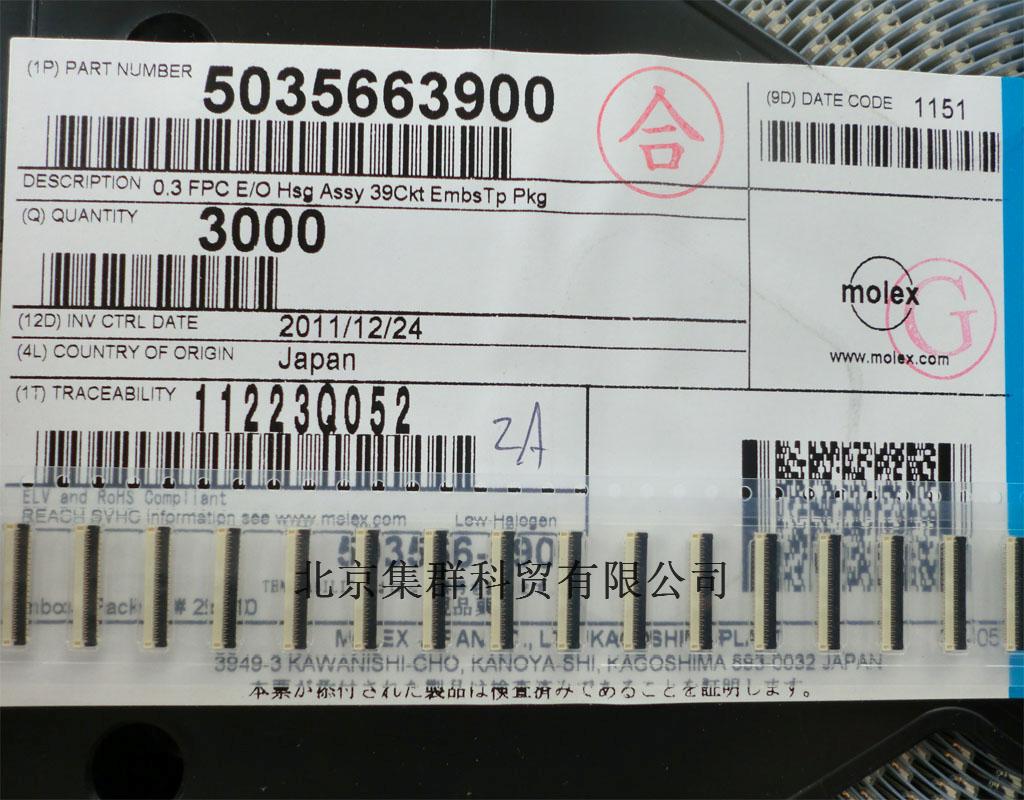 (1P) PART NUMBER 5035663900
合
(9D) DATE CODE 1151
DESCRIPTION 0.3 FPC E/O Hsg Assy 39Ckt EmbsTp Pkg
(Q) QUANTITY 3000
molex
G
www.molex.com
(12D) INV CTRL DATE 2011/12/24
(4L) COUNTRY OF ORIGIN Japan
(1T) TRACEABILITY 11223Q052
2A
ELV and RoHS Compliant
REACH SVHC information see www.molex.com Low-Halogen
北京集群科贸有限公司
3949-3 KAWANISHI-CHO, KANOYA-SHI, KAGOSHIMA 893-0032 JAPAN
本票が添付された製品は検査済みであることを証明します。